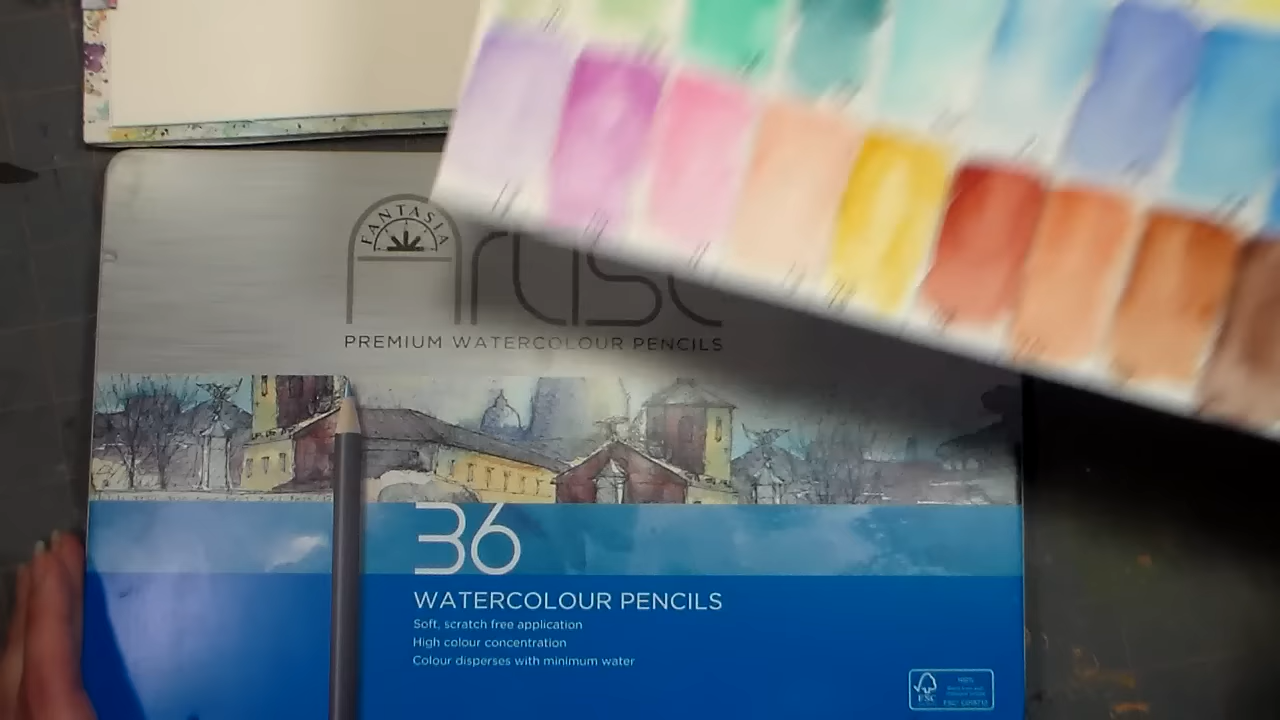 FANTASIA
Artist
PREMIUM WATERCOLOUR PENCILS
36
WATERCOLOUR PENCILS
Soft, scratch free application
High colour concentration
Colour disperses with minimum water
FSC